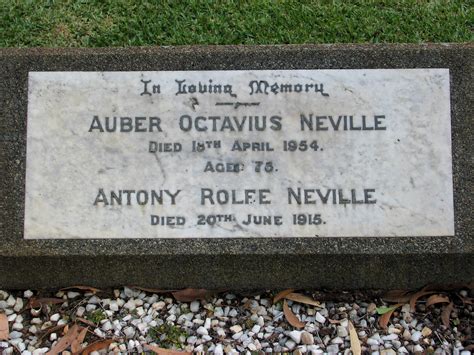 In Loving Memory
AUBER OCTAVIUS NEVILLE
DIED 18TH APRIL 1954.
AGED 78.
ANTONY ROLFE NEVILLE
DIED 20TH JUNE 1915.